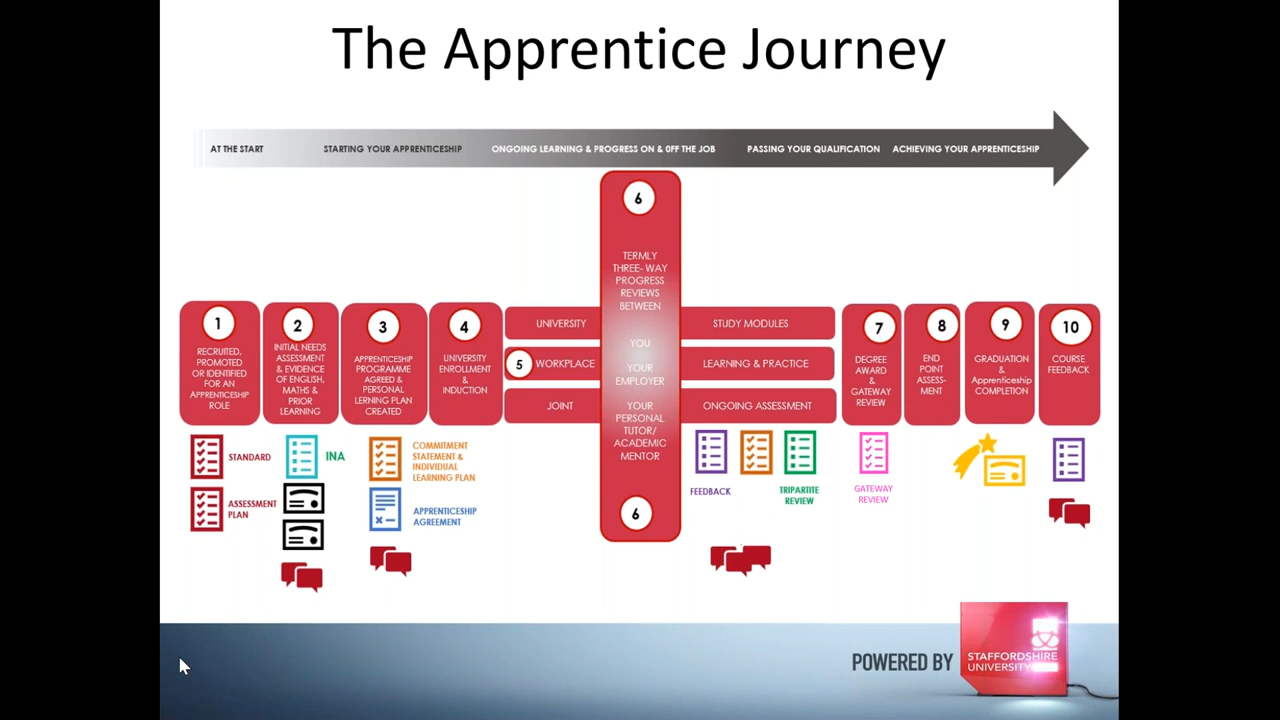 The Apprentice Journey
AT THE START
STARTING YOUR APPRENTICESHIP
ONGOING LEARNING & PROGRESS ON & 0FF THE JOB
PASSING YOUR QUALIFICATION
ACHIEVING YOUR APPRENTICESHIP
1
RECRUITED,
PROMOTED
OR IDENTIFIED
FOR AN
APPRENTICESHIP
ROLE
2
INITIAL NEEDS
ASSESSMENT
& EVIDENCE
OF ENGLISH,
MATHS &
PRIOR
LEARNING
3
APPRENTICESHIP
PROGRAMME
AGREED &
PERSONAL
LERNING PLAN
CREATED
4
UNIVERSITY
ENROLLMENT
&
INDUCTION
UNIVERSITY
5 WORKPLACE
JOINT
6
TERMLY
THREE- WAY
PROGRESS
REVIEWS
BETWEEN
YOU
YOUR
EMPLOYER
YOUR
PERSONAL
TUTOR/
ACADEMIC
MENTOR
6
STUDY MODULES
LEARNING & PRACTICE
ONGOING ASSESSMENT
7
DEGREE
AWARD
&
GATEWAY
REVIEW
8
END
POINT
ASSESS-
MENT
9
GRADUATION
&
Apprenticeship
COMPLETION
10
COURSE
FEEDBACK
STANDARD
ASSESSMENT
PLAN
INA
COMMITMENT
STATEMENT &
INDIVIDUAL
LEARNING PLAN
APPRENTICESHIP
AGREEMENT
FEEDBACK
TRIPARTITE
REVIEW
GATEWAY
REVIEW
POWERED BY
STAFFORDSHIRE
UNIVERSITY